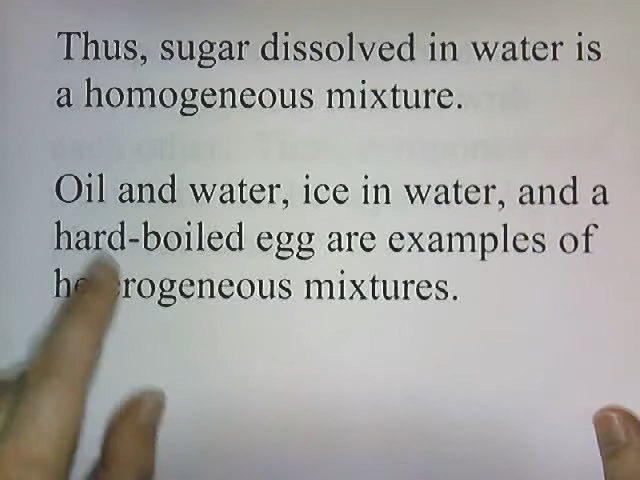 Thus, sugar dissolved in water is
a homogeneous mixture.
Oil and water, ice in water, and a
hard-boiled egg are examples of
mixtures.